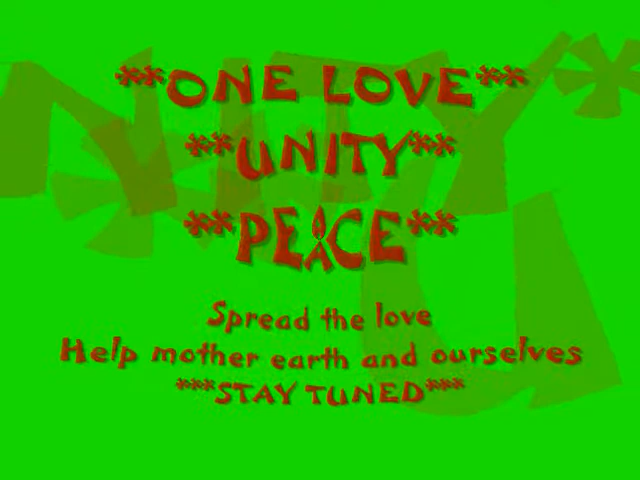 **ONE LOVE**
**UNITY**
**PEACE**
Spread the love
Help mother earth and ourselves
***STAY TUNED***